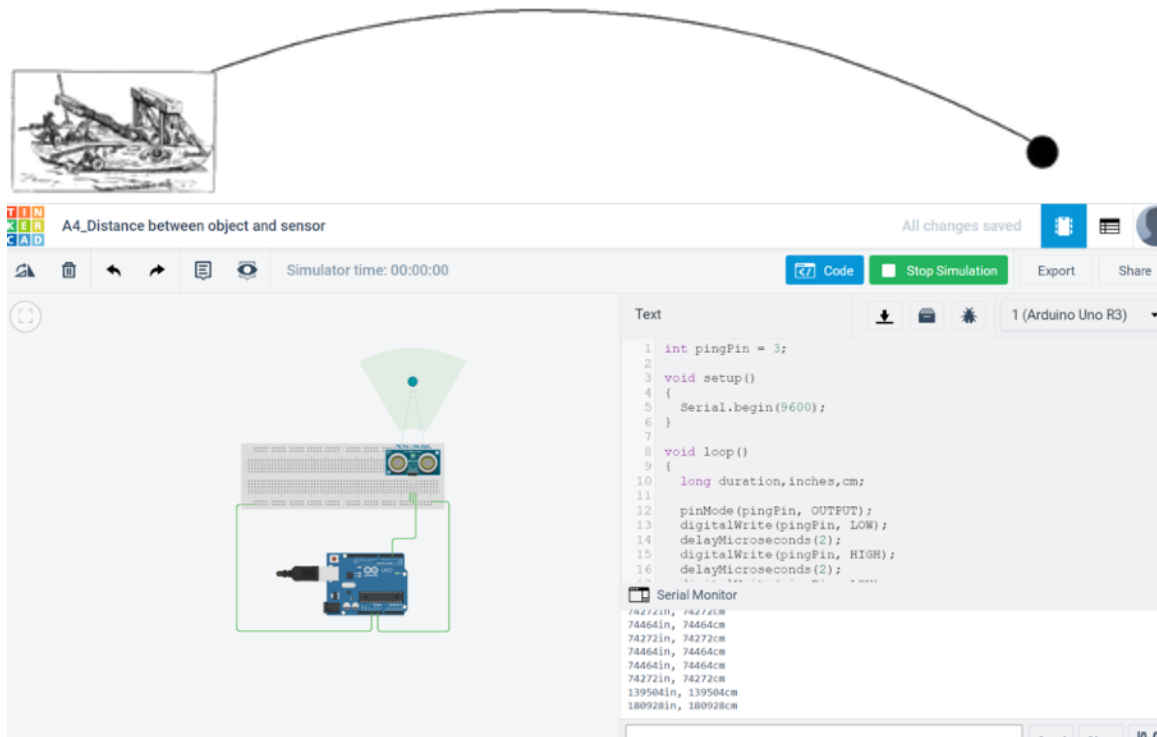 TIN
KER
CAD
A4_Distance between object and sensor
All changes saved
Simulator time: 00:00:00
Code
Stop Simulation
Export
Share
Text
1 (Arduino Uno R3)
1 int pingPin = 3;
2
3 void setup()
4 {
5 Serial.begin(9600);
6 }
7
8 void loop()
9 {
10 long duration,inches,cm;
11
12 pinMode(pingPin, OUTPUT);
13 digitalWrite(pingPin, LOW);
14 delayMicroseconds(2);
15 digitalWrite(pingPin, HIGH);
16 delayMicroseconds(2);
Serial Monitor
74272in, 74272cm
74464in, 74464cm
74272in, 74272cm
74464in, 74464cm
74464in, 74464cm
74272in, 74272cm
139504in, 139504cm
180928in, 180928cm